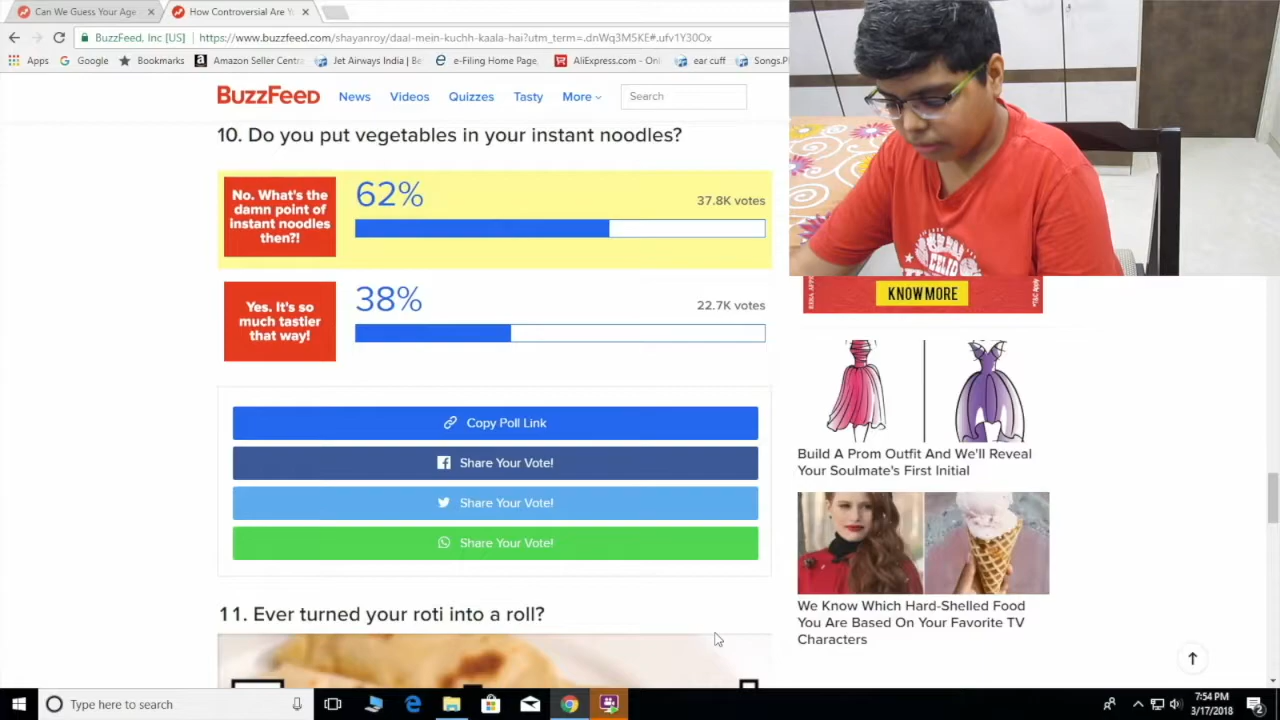 Can We Guess Your Age
How Controversial Are Y
BuzzFeed, Inc [US]
https://www.buzzfeed.com/shayanroy/daal-mein-kuchh-kaala-hai?utm_term=.dnWq3M5KE#.ufv1Y30Ox
Apps
Google
Bookmarks
Amazon Seller Centra
Jet Airways India | Be
e-Filing Home Page,
AliExpress.com - Onli
ear cuff
Songs.P
BuzzFeed
News
Videos
Quizzes
Tasty
More
Search
10. Do you put vegetables in your instant noodles?
No. What's the
damn point of
instant noodles
then?!
62%
37.8K votes
Yes. It's so
much tastier
that way!
38%
22.7K votes
Copy Poll Link
Share Your Vote!
Share Your Vote!
Share Your Vote!
11. Ever turned your roti into a roll?
CELIO
KNOW MORE
Build A Prom Outfit And We'll Reveal
Your Soulmate's First Initial
We Know Which Hard-Shelled Food
You Are Based On Your Favorite TV
Characters
Type here to search
7:54 PM
3/17/2018
2